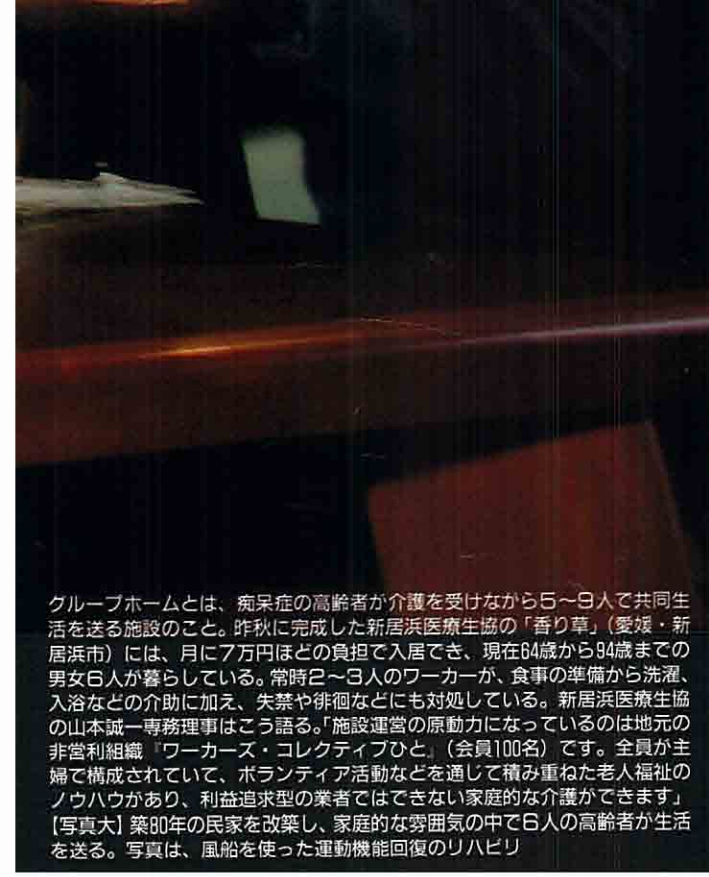 グループホームとは、痴呆症の高齢者が介護を受けながら5〜9人で共同生
活を送る施設のこと。昨秋に完成した新居浜医療生協の「香り草」（愛媛・新
居浜市）には、月に7万円ほどの負担で入居でき、現在64歳から94歳までの
男女6人が暮らしている。常時2〜3人のワーカーが、食事の準備から洗濯、
入浴などの介助に加え、失禁や徘徊などにも対処している。新居浜医療生協
の山本誠一専務理事はこう語る。「施設運営の原動力になっているのは地元の
非営利組織『ワーカーズ・コレクティブひと』（会員100名）です。全員が主
婦で構成されていて、ボランティア活動などを通じて積み重ねた老人福祉の
ノウハウがあり、利益追求型の業者ではできない家庭的な介護ができます」
【写真大】築80年の民家を改築し、家庭的な雰囲気の中で6人の高齢者が生活
を送る。写真は、風船を使った運動機能回復のリハビリ